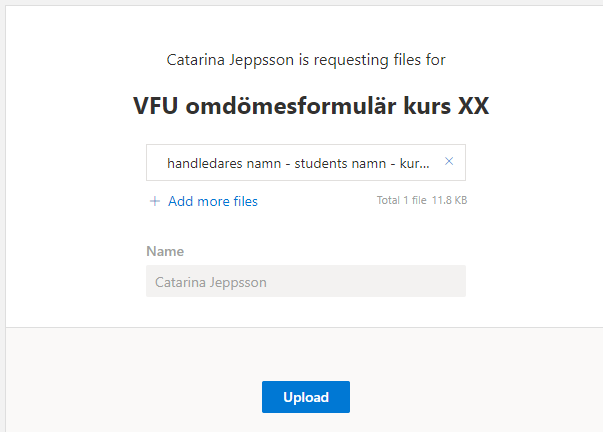 Catarina Jeppsson is requesting files for
VFU omdömesformulär kurs XX
handledares namn - students namn - kur...
Add more files
Total 1 file 11.8 KB
Name
Catarina Jeppsson
Upload